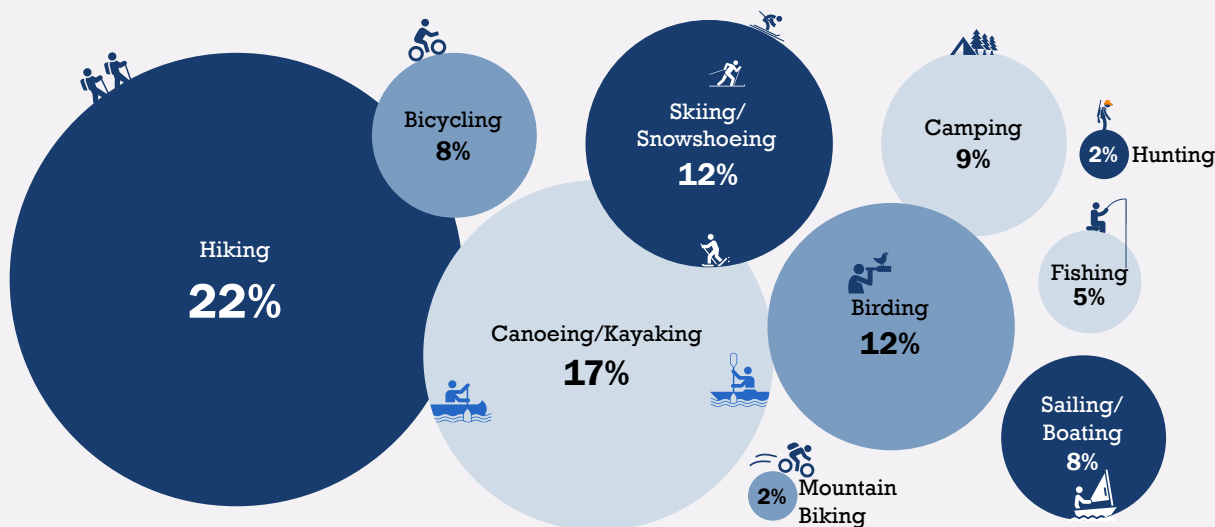 Hiking
22%
Bicycling
8%
Skiing/
Snowshoeing
12%
Camping
9%
2% Hunting
Fishing
5%
Canoeing/Kayaking
17%
Birding
12%
Sailing/
Boating
8%
2% Mountain
Biking